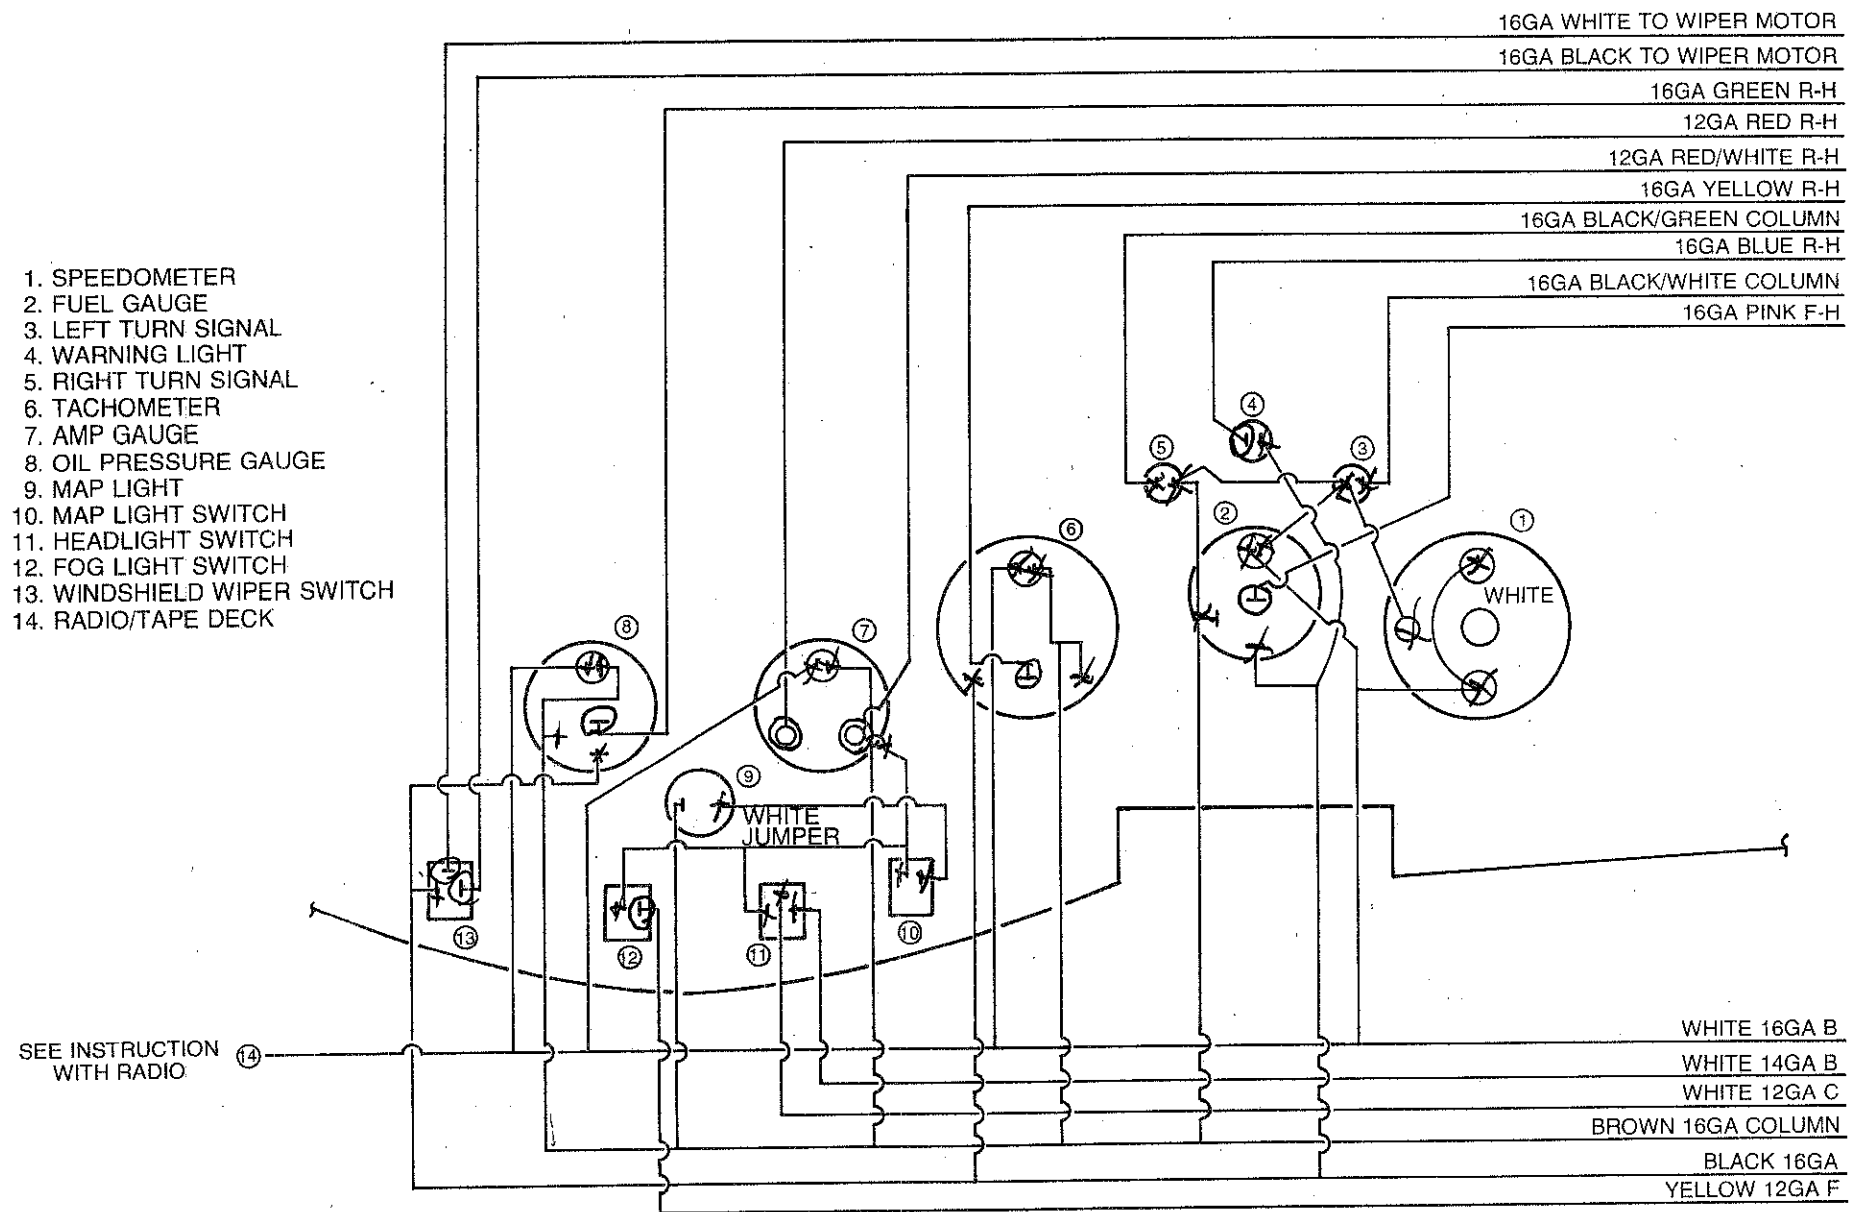 16GA WHITE TO WIPER MOTOR
16GA BLACK TO WIPER MOTOR
16GA GREEN R-H
12GA RED R-H
12GA RED/WHITE R-H
16GA YELLOW R-H
16GA BLACK/GREEN COLUMN
16GA BLUE R-H
16GA BLACK/WHITE COLUMN
16GA PINK F-H
1. SPEEDOMETER
2. FUEL GAUGE
3. LEFT TURN SIGNAL
4. WARNING LIGHT
5. RIGHT TURN SIGNAL
6. TACHOMETER
7. AMP GAUGE
8. OIL PRESSURE GAUGE
9. MAP LIGHT
10. MAP LIGHT SWITCH
11. HEADLIGHT SWITCH
12. FOG LIGHT SWITCH
13. WINDSHIELD WIPER SWITCH
14. RADIO/TAPE DECK
4
5
3
2
1
6
WHITE
8
7
9
WHITE
JUMPER
13
12
11
10
SEE INSTRUCTION
WITH RADIO
14
WHITE 16GA B
WHITE 14GA B
WHITE 12GA C
BROWN 16GA COLUMN
BLACK 16GA
YELLOW 12GA F